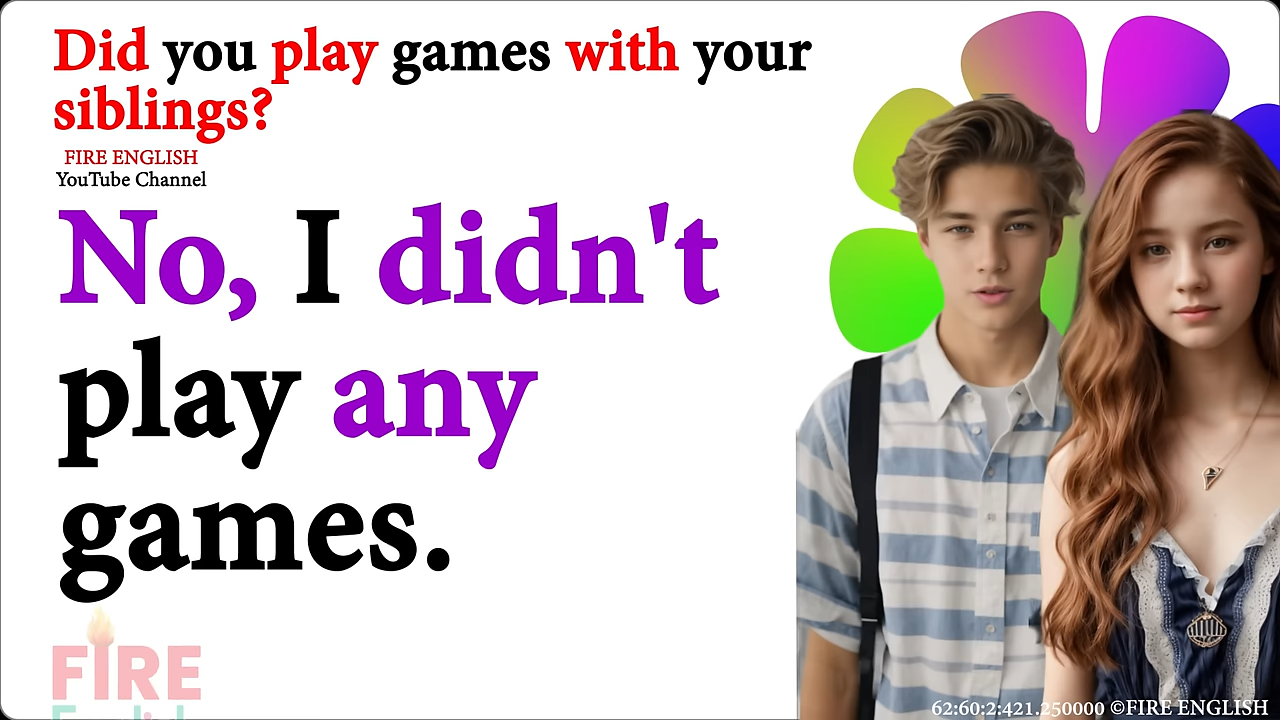 Did you play games with your
siblings?
FIRE ENGLISH
YouTube Channel
No, I didn't
play any
games.
FIRE
English
62:60:2:421.250000 ©FIRE ENGLISH